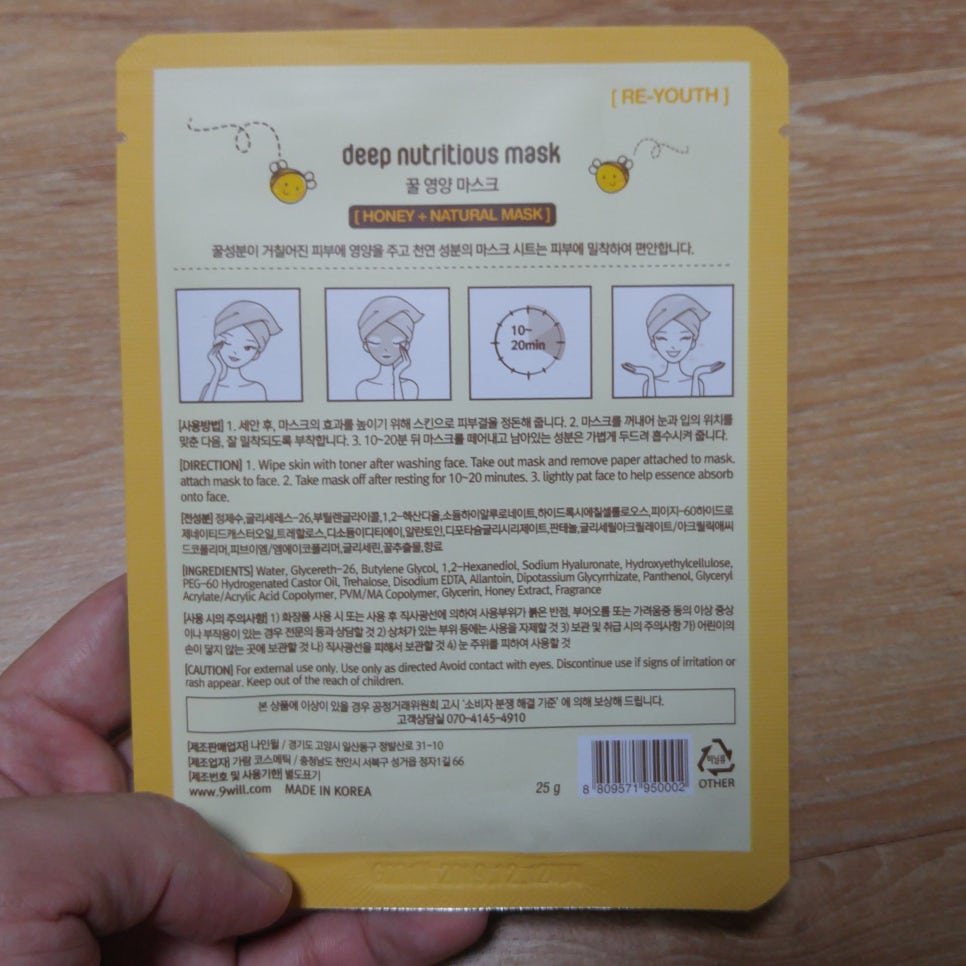 [ RE-YOUTH ]
deep nutritious mask
꿀 영양 마스크
[ HONEY + NATURAL MASK ]
꿀성분이 거칠어진 피부에 영양을 주고 천연 성분의 마스크 시트는 피부에 밀착하여 편안합니다.
10~
20min
[사용방법] 1. 세안 후, 마스크의 효과를 높이기 위해 스킨으로 피부결을 정돈해 줍니다. 2. 마스크를 꺼내어 눈과 입의 위치를
맞춘 다음, 잘 밀착되도록 부착합니다. 3. 10~20분 뒤 마스크를 떼어내고 남아있는 성분은 가볍게 두드려 흡수시켜 줍니다.
[DIRECTION] 1. Wipe skin with toner after washing face. Take out mask and remove paper attached to mask.
attach mask to face. 2. Take mask off after resting for 10~20 minutes. 3. lightly pat face to help essence absorb
onto face.
[전성분] 정제수,글리세레스-26,부틸렌글라이콜,1,2-헥산다울,소듐하이알루로네이트,하이드록시에칠셀룰로오스,피이지-60하이드로
제네이티드캐스터오일,트레할로스,디소듐이디티에이,알란토인,디포타슘글리시리제이트,판테놀,글리세릴아크릴레이트/아크릴릭애씨
드코폴리머,피브이엠/엠에이코폴리머,글리세린,꿀추출물,향료
[INGREDIENTS] Water, Glycereth-26, Butylene Glycol, 1,2-Hexanediol, Sodium Hyaluronate, Hydroxyethylcellulose,
PEG-60 Hydrogenated Castor Oil, Trehalose, Disodium EDTA, Allantoin, Dipotassium Glycyrrhizate, Panthenol, Glyceryl
Acrylate/Acrylic Acid Copolymer, PVM/MA Copolymer, Glycerin, Honey Extract, Fragrance
[사용 시의 주의사항] 1) 화장품 사용 시 또는 사용 후 직사광선에 의하여 사용부위가 붉은 반점, 부어오름 또는 가려움증 등의 이상 증상
이나 부작용이 있는 경우 전문의 등과 상담할 것 2) 상처가 있는 부위 등에는 사용을 자제할 것 3) 보관 및 취급 시의 주의사항 가) 어린이의
손이 닿지 않는 곳에 보관할 것 나) 직사광선을 피해서 보관할 것 4) 눈 주위를 피하여 사용할 것
[CAUTION] For external use only. Use only as directed Avoid contact with eyes. Discontinue use if signs of irritation or
rash appear. Keep out of the reach of children.
본 상품에 이상이 있을 경우 공정거래위원회 고시 '소비자 분쟁 해결 기준' 에 의해 보상해 드립니다.
고객상담실 070-4145-4910
[제조판매업자] 나인윌 / 경기도 고양시 일산동구 정발산로 31-10
[제조업자] 가람 코스메틱 / 충청남도 천안시 서북구 성거읍 정자1길 66
[제조번호 및 사용기한] 별도표기
www.9will.com MADE IN KOREA
25 g
8 809571 950002
비닐류
OTHER